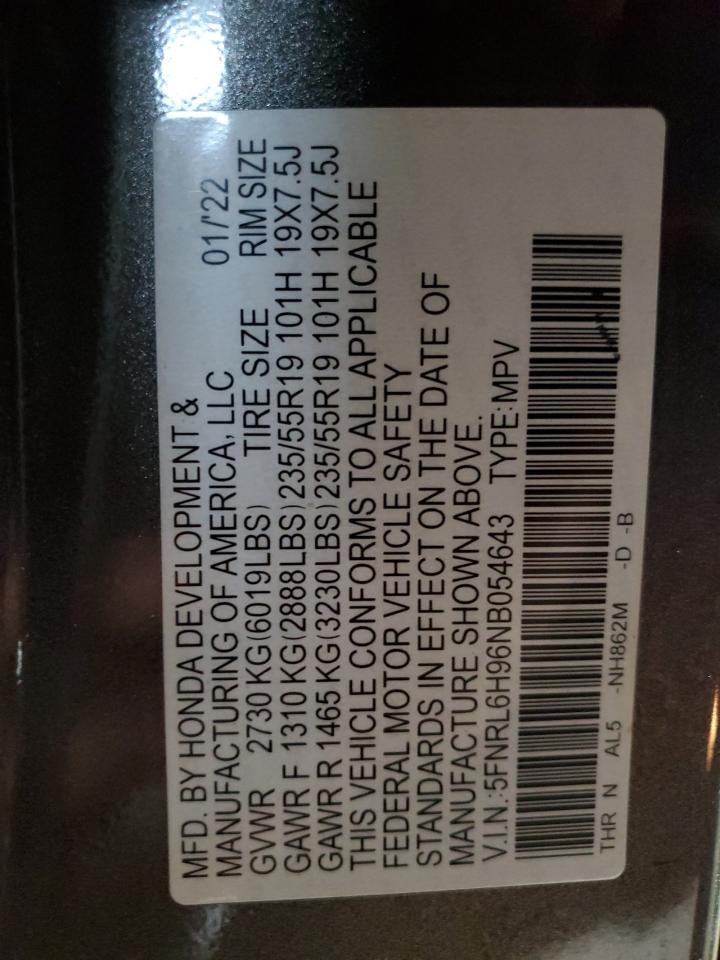 MFD. BY HONDA DEVELOPMENT &
MANUFACTURING OF AMERICA, LLC 01/'22
GVWR 2730 KG(6019LBS) TIRE SIZE RIM SIZE
GAWR F 1310 KG(2888LBS) 235/55R19 101H 19X7.5J
GAWR R 1465 KG(3230LBS) 235/55R19 101H 19X7.5J
THIS VEHICLE CONFORMS TO ALL APPLICABLE
FEDERAL MOTOR VEHICLE SAFETY
STANDARDS IN EFFECT ON THE DATE OF
MANUFACTURE SHOWN ABOVE.
V.I.N.:5FNRL6H96NB054643 TYPE:MPV
THR N AL5 -NH862M -D -B